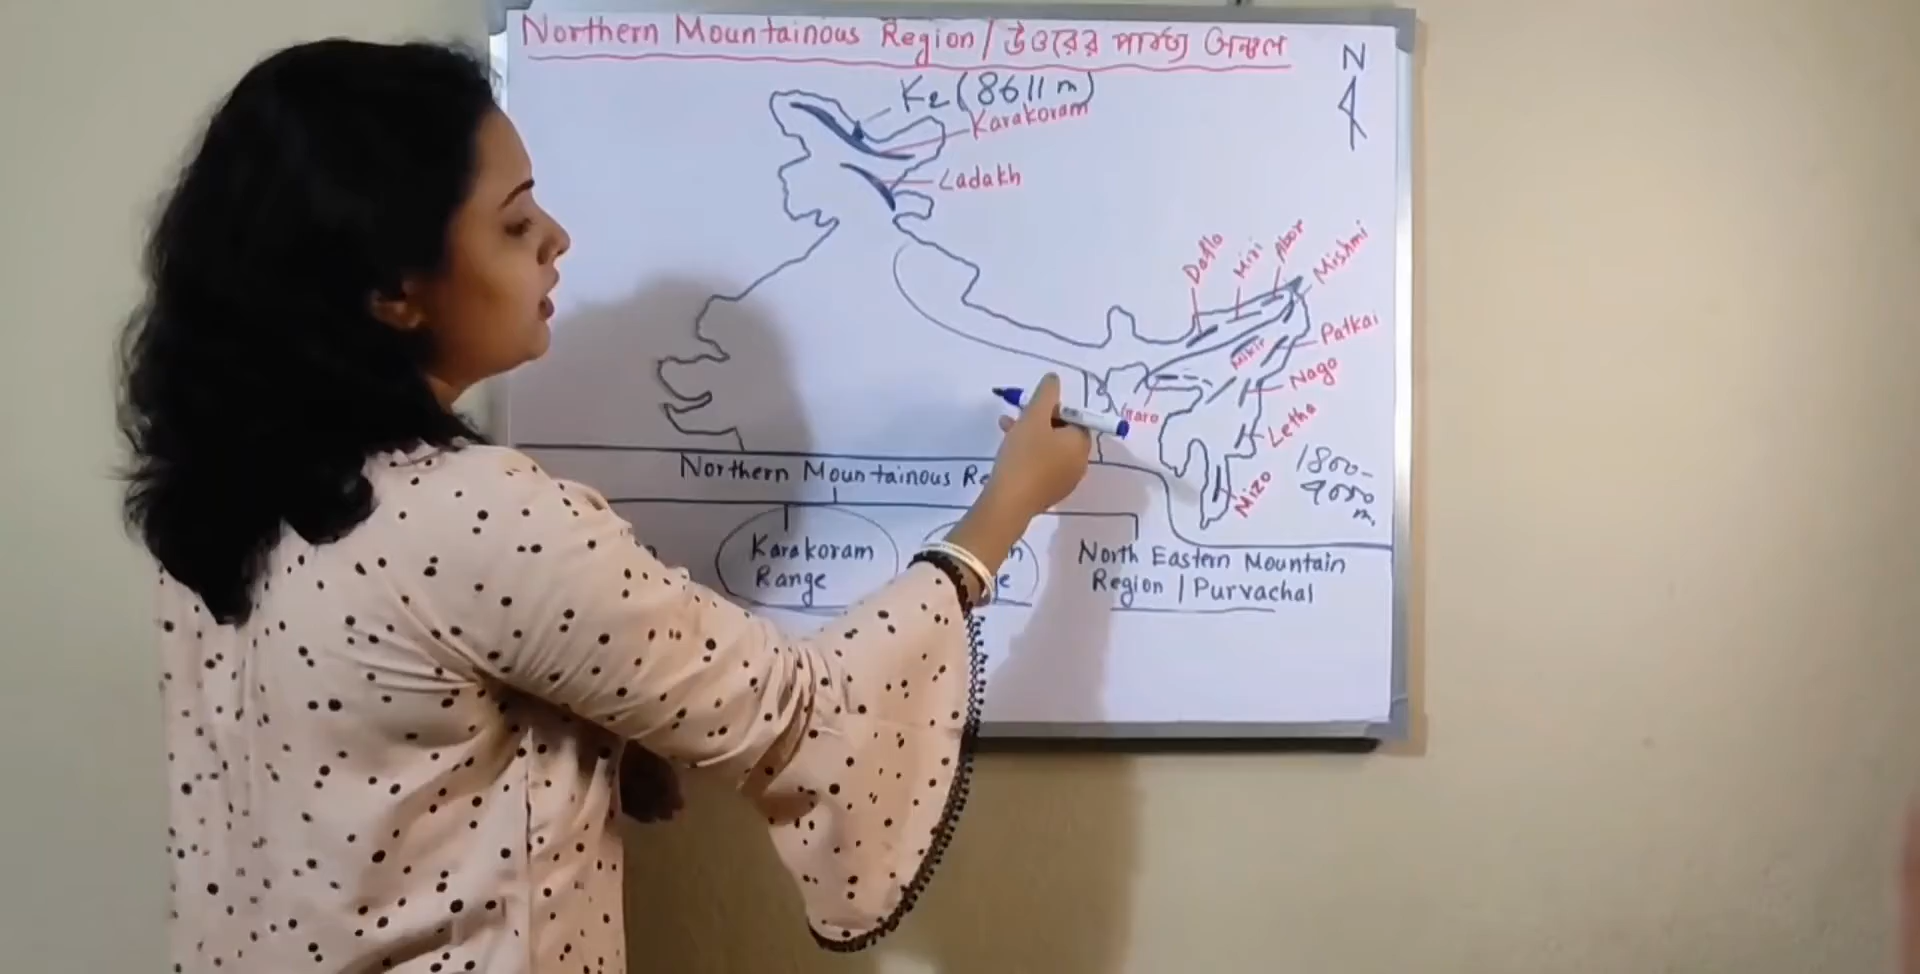 Northern Mountainous Region / উত্তরের পার্বত্য অঞ্চল
N
K2 (8611 m)
Karakoram
Ladakh
Dafla
Miri
Abor
Mishmi
Patkai
Mikir
Naga
Garo
Letha
Mizo
1800-
4000
m.
Northern Mountainous Re
Karakoram
Range
North Eastern Mountain
Region / Purvachal